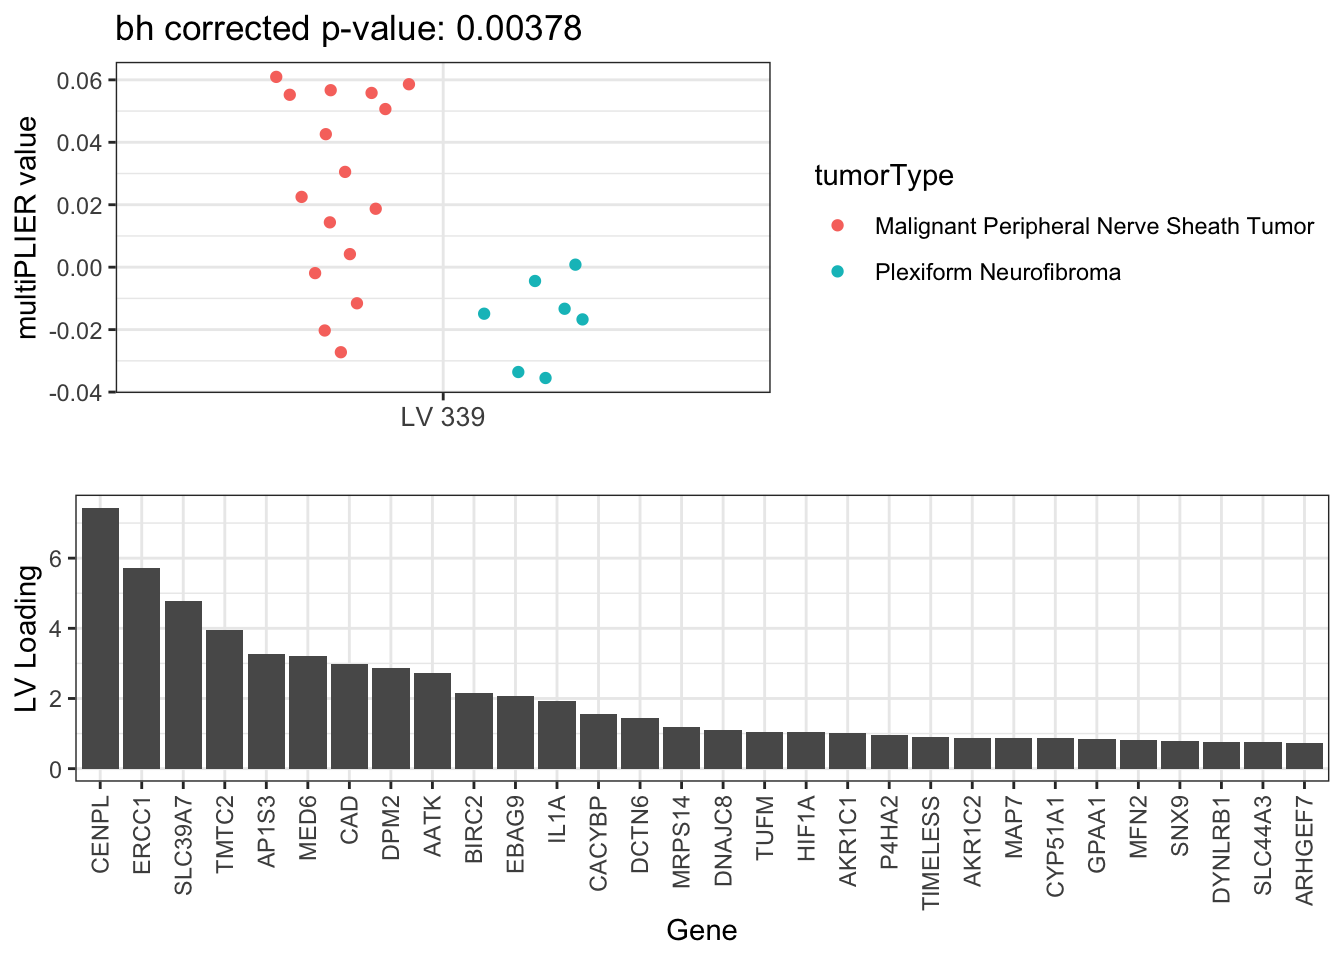 bh corrected p-value: 0.00378
multiPLIER value
0.06
0.04
0.02
0.00
-0.02
-0.04
LV 339
tumorType
Malignant Peripheral Nerve Sheath Tumor
Plexiform Neurofibroma
LV Loading
6
4
2
0
CENPL
ERCC1
SLC39A7
TMTC2
AP1S3
MED6
CAD
DPM2
AATK
BIRC2
EBAG9
IL1A
CACYBP
DCTN6
MRPS14
DNAJC8
TUFM
HIF1A
AKR1C1
P4HA2
TIMELESS
AKR1C2
MAP7
CYP51A1
GPAA1
MFN2
SNX9
DYNLRB1
SLC44A3
ARHGEF7
Gene